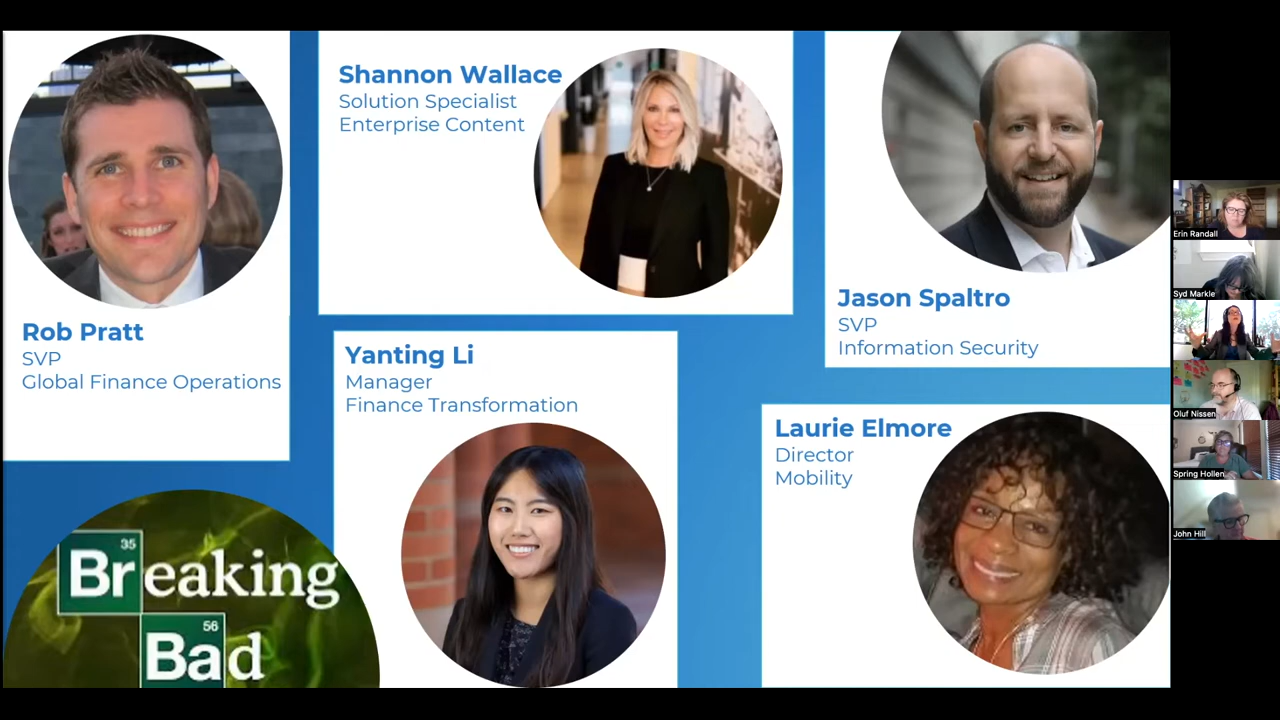 Rob Pratt
SVP
Global Finance Operations
Shannon Wallace
Solution Specialist
Enterprise Content
Jason Spaltro
SVP
Information Security
Yanting Li
Manager
Finance Transformation
Laurie Elmore
Director
Mobility
35
Breaking
56
Bad
Erin Randall
Syd Markle
Oluf Nissen
Spring Hollen
John Hill